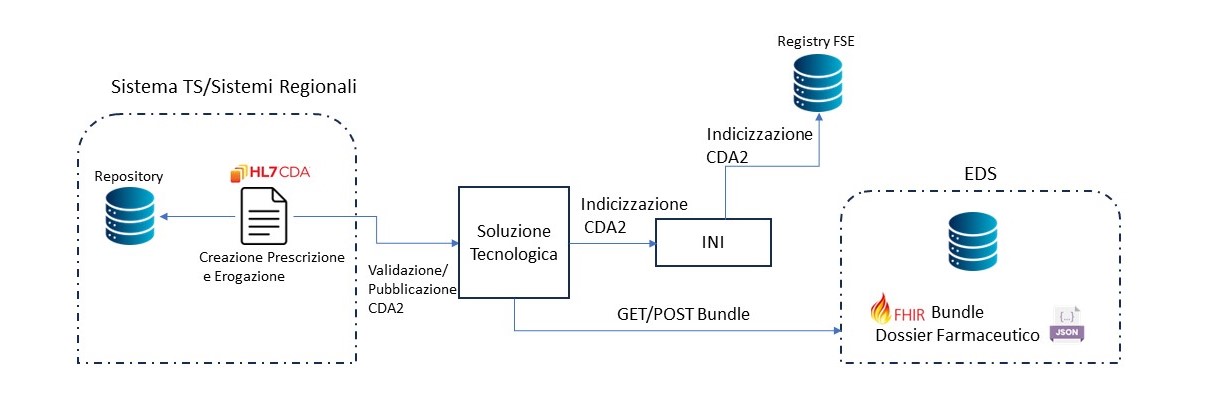 Registry FSE
Sistema TS/Sistemi Regionali
Indicizzazione
CDA2
Repository
HL7 CDA
EDS
Creazione Prescrizione
e Erogazione
Validazione/
Pubblicazione
CDA2
Soluzione
Tecnologica
Indicizzazione
CDA2
INI
GET/POST Bundle
FHIR Bundle
Dossier Farmaceutico
{...}
JSON